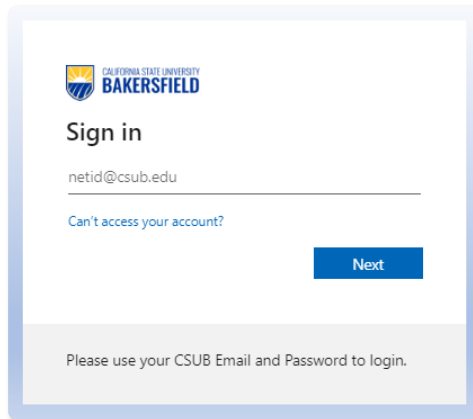 CALIFORNIA STATE UNIVERSITY
BAKERSFIELD
Sign in
netid@csub.edu
Can't access your account?
Next
Please use your CSUB Email and Password to login.